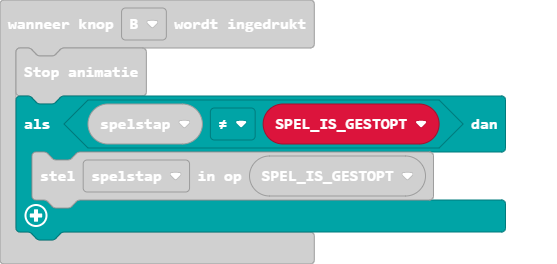 wanneer knop B wordt ingedrukt
Stop animatie
als spelstap ≠ SPEL_IS_GESTOPT dan
stel spelstap in op SPEL_IS_GESTOPT